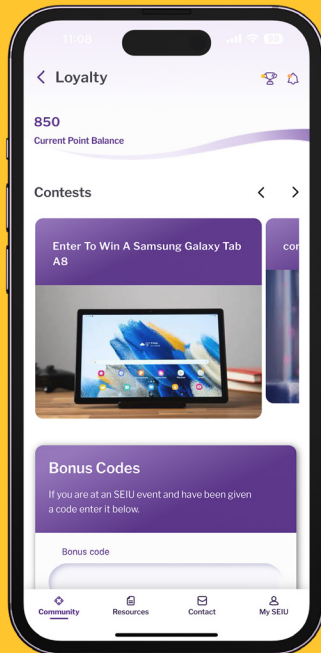 11:08
Loyalty
850
Current Point Balance
Contests
Enter To Win A Samsung Galaxy Tab
A8
Bonus Codes
If you are at an SEIU event and have been given
a code enter it below.
Bonus code
Community
Resources
Contact
My SEIU